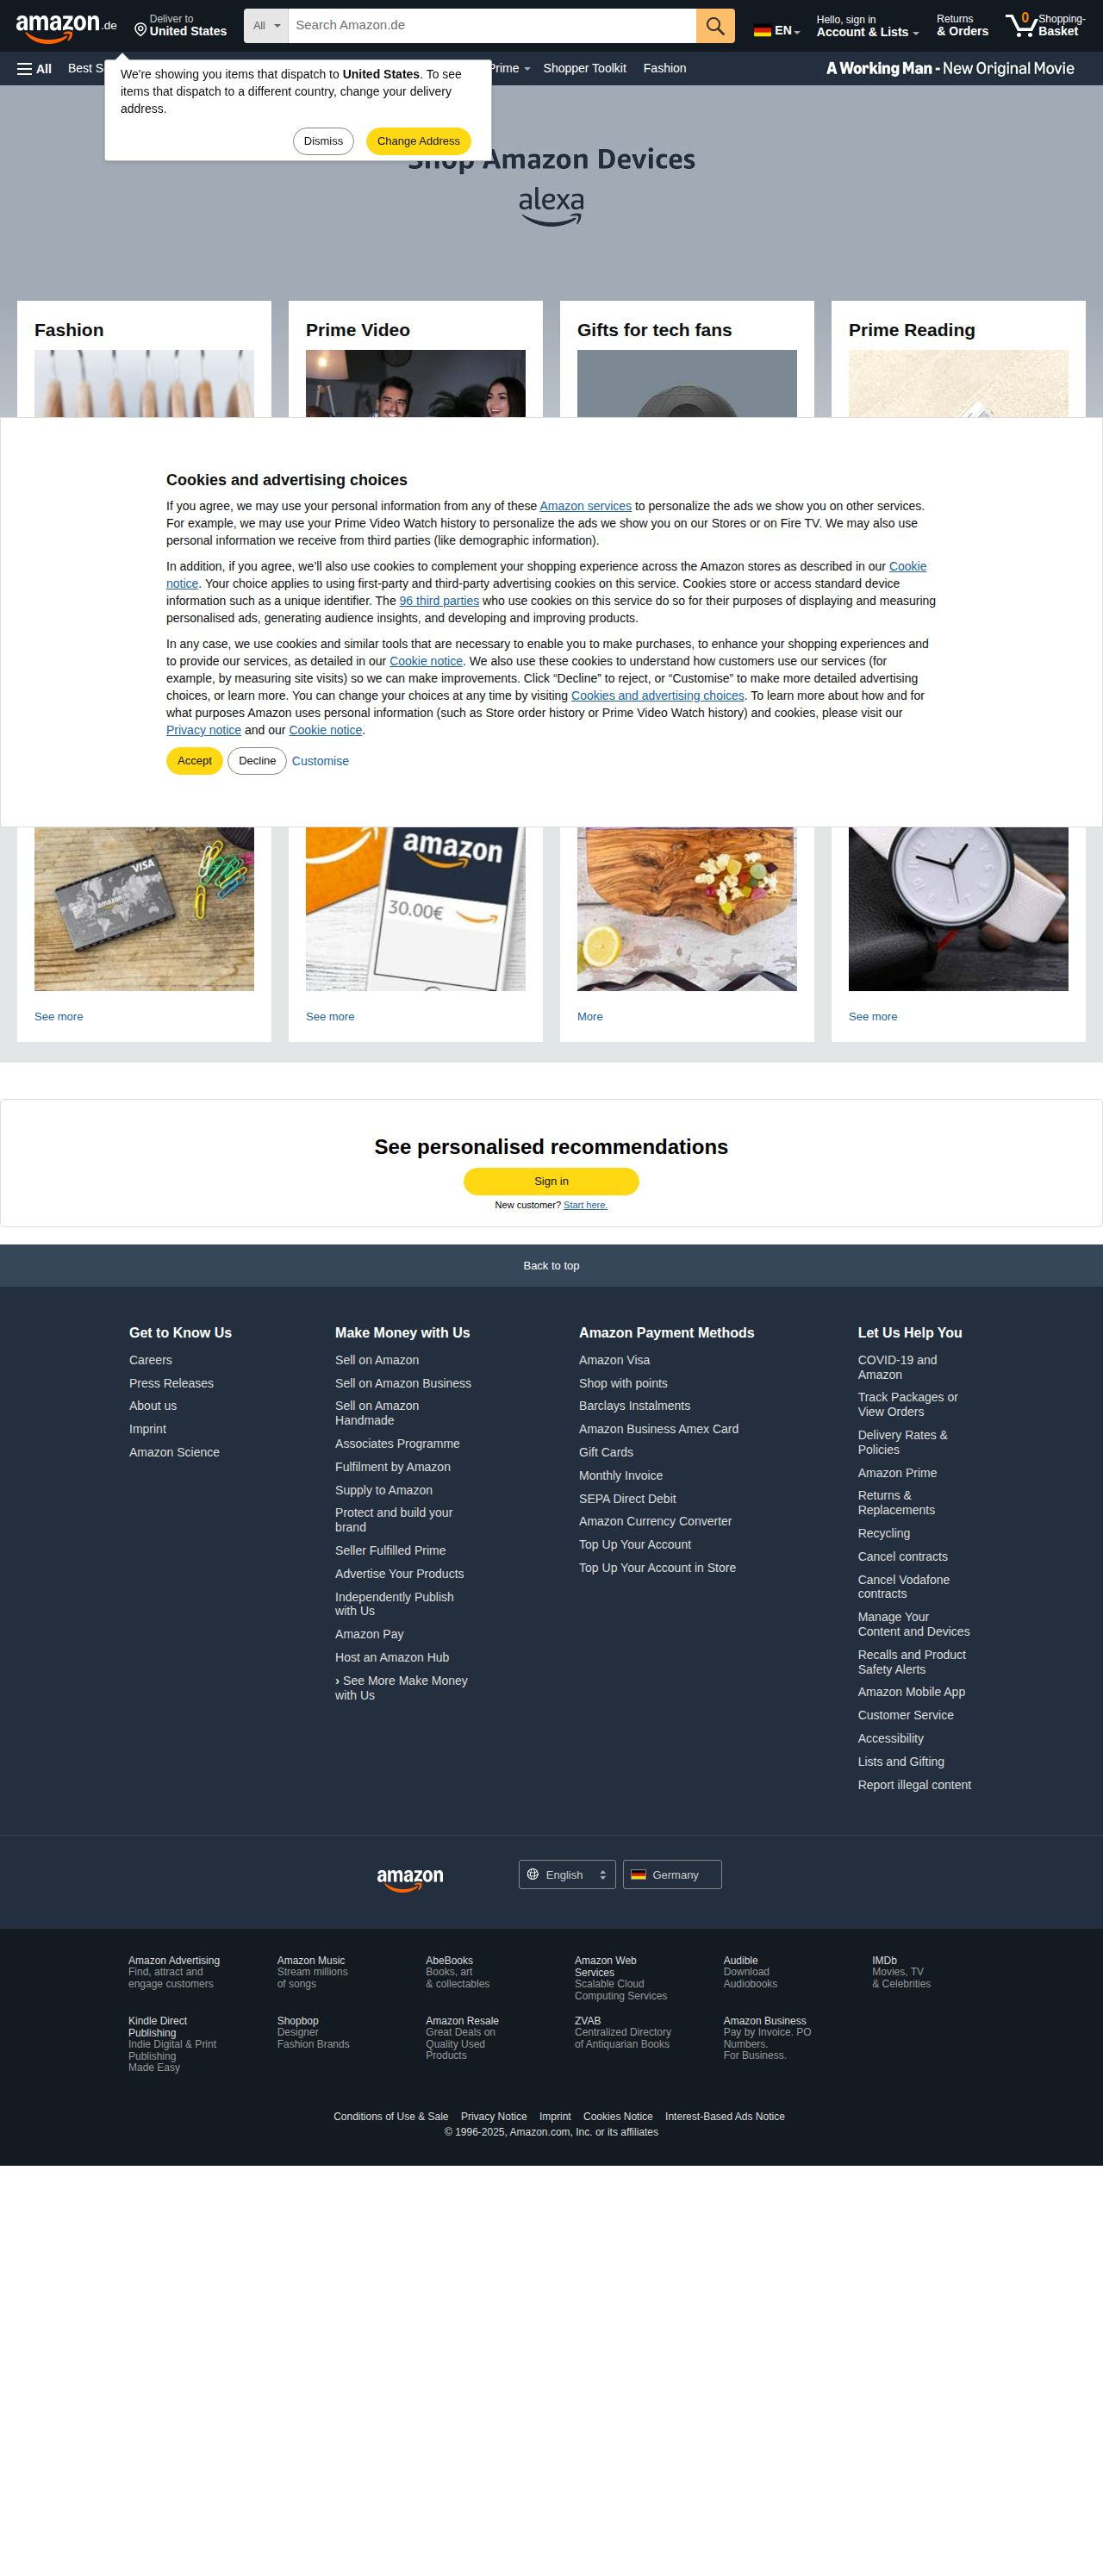 amazon.de
Deliver to
United States
All
Search Amazon.de
EN
Hello, sign in
Account & Lists
Returns
& Orders
0
Shopping-
Basket
All
Best S
Prime
Shopper Toolkit
Fashion
A Working Man - New Original Movie
We're showing you items that dispatch to United States. To see
items that dispatch to a different country, change your delivery
address.
Dismiss
Change Address
Shop Amazon Devices
alexa
Fashion
Prime Video
Gifts for tech fans
Prime Reading
Cookies and advertising choices
If you agree, we may use your personal information from any of these Amazon services to personalize the ads we show you on other services.
For example, we may use your Prime Video Watch history to personalize the ads we show you on our Stores or on Fire TV. We may also use
personal information we receive from third parties (like demographic information).
In addition, if you agree, we’ll also use cookies to complement your shopping experience across the Amazon stores as described in our Cookie
notice. Your choice applies to using first-party and third-party advertising cookies on this service. Cookies store or access standard device
information such as a unique identifier. The 96 third parties who use cookies on this service do so for their purposes of displaying and measuring
personalised ads, generating audience insights, and developing and improving products.
In any case, we use cookies and similar tools that are necessary to enable you to make purchases, to enhance your shopping experiences and
to provide our services, as detailed in our Cookie notice. We also use these cookies to understand how customers use our services (for
example, by measuring site visits) so we can make improvements. Click “Decline” to reject, or “Customise” to make more detailed advertising
choices, or learn more. You can change your choices at any time by visiting Cookies and advertising choices. To learn more about how and for
what purposes Amazon uses personal information (such as Store order history or Prime Video Watch history) and cookies, please visit our
Privacy notice and our Cookie notice.
Accept
Decline
Customise
VISA
amazon
amazon
30.00€
See more
See more
More
See more
See personalised recommendations
Sign in
New customer? Start here.
Back to top
Get to Know Us
Careers
Press Releases
About us
Imprint
Amazon Science
Make Money with Us
Sell on Amazon
Sell on Amazon Business
Sell on Amazon
Handmade
Associates Programme
Fulfilment by Amazon
Supply to Amazon
Protect and build your
brand
Seller Fulfilled Prime
Advertise Your Products
Independently Publish
with Us
Amazon Pay
Host an Amazon Hub
› See More Make Money
with Us
Amazon Payment Methods
Amazon Visa
Shop with points
Barclays Instalments
Amazon Business Amex Card
Gift Cards
Monthly Invoice
SEPA Direct Debit
Amazon Currency Converter
Top Up Your Account
Top Up Your Account in Store
Let Us Help You
COVID-19 and
Amazon
Track Packages or
View Orders
Delivery Rates &
Policies
Amazon Prime
Returns &
Replacements
Recycling
Cancel contracts
Cancel Vodafone
contracts
Manage Your
Content and Devices
Recalls and Product
Safety Alerts
Amazon Mobile App
Customer Service
Accessibility
Lists and Gifting
Report illegal content
amazon
English
Germany
Amazon Advertising
Find, attract and
engage customers
Amazon Music
Stream millions
of songs
AbeBooks
Books, art
& collectables
Amazon Web
Services
Scalable Cloud
Computing Services
Audible
Download
Audiobooks
IMDb
Movies, TV
& Celebrities
Kindle Direct
Publishing
Indie Digital & Print
Publishing
Made Easy
Shopbop
Designer
Fashion Brands
Amazon Resale
Great Deals on
Quality Used
Products
ZVAB
Centralized Directory
of Antiquarian Books
Amazon Business
Pay by Invoice. PO
Numbers.
For Business.
Conditions of Use & Sale
Privacy Notice
Imprint
Cookies Notice
Interest-Based Ads Notice
© 1996-2025, Amazon.com, Inc. or its affiliates